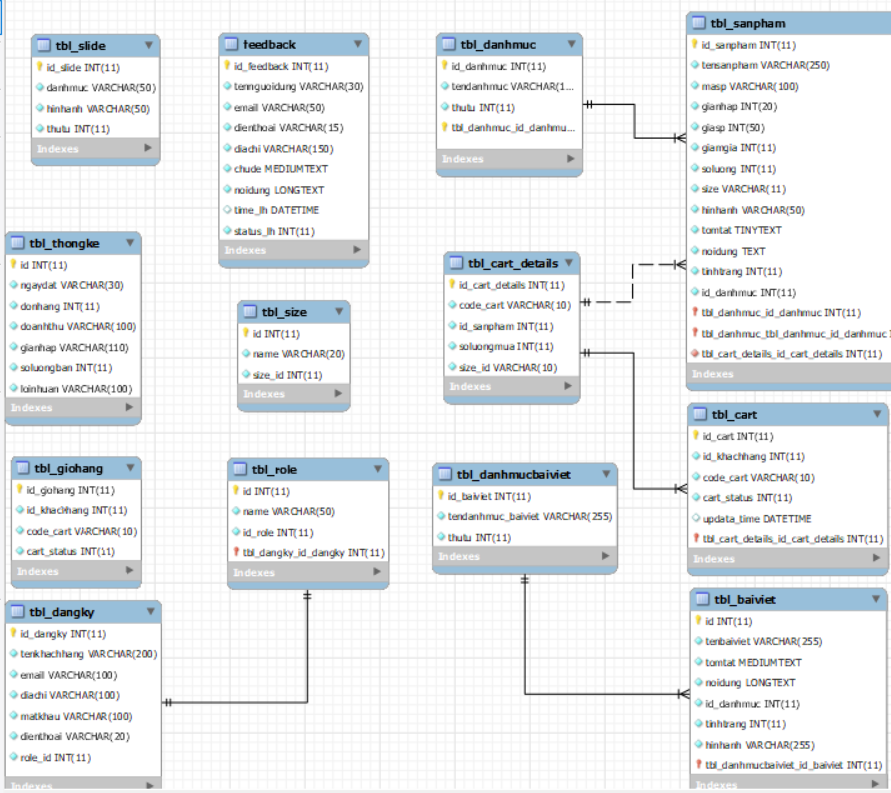 tbl_slide
id_slide INT(11)
danhmuc VARCHAR(50)
hinhanh VARCHAR(50)
thutu INT(11)
Indexes
feedback
id_feedback INT(11)
tennguoidung VARCHAR(30)
email VARCHAR(50)
dienthoai VARCHAR(15)
diachi VARCHAR(150)
chude MEDIUMTEXT
noidung LONGTEXT
time_lh DATETIME
status_lh INT(11)
Indexes
tbl_danhmuc
id_danhmuc INT(11)
tendanhmuc VARCHAR(1...
thutu INT(11)
tbl_danhmuc_id_danhmu...
Indexes
tbl_sanpham
id_sanpham INT(11)
tensanpham VARCHAR(250)
masp VARCHAR(100)
gianhap INT(20)
giasp INT(50)
giamgia INT(11)
soluong INT(11)
size VARCHAR(11)
hinhanh VARCHAR(50)
tomtat TINYTEXT
noidung TEXT
tinhtrang INT(11)
id_danhmuc INT(11)
tbl_danhmuc_id_danhmuc INT(11)
tbl_danhmuc_tbl_danhmuc_id_danhmuc
tbl_cart_details_id_cart_details INT(11)
Indexes
tbl_thongke
id INT(11)
ngaydat VARCHAR(30)
donhang INT(11)
doanhthu VARCHAR(100)
gianhap VARCHAR(110)
soluongban INT(11)
loinhuan VARCHAR(100)
Indexes
tbl_size
id INT(11)
name VARCHAR(20)
size_id INT(11)
Indexes
tbl_cart_details
id_cart_details INT(11)
code_cart VARCHAR(10)
id_sanpham INT(11)
soluongmua INT(11)
size_id VARCHAR(10)
Indexes
tbl_cart
id_cart INT(11)
id_khachhang INT(11)
code_cart VARCHAR(10)
cart_status INT(11)
updata_time DATETIME
tbl_cart_details_id_cart_details INT(11)
Indexes
tbl_giohang
id_giohang INT(11)
id_khachhang INT(11)
code_cart VARCHAR(10)
cart_status INT(11)
Indexes
tbl_role
id INT(11)
name VARCHAR(50)
id_role INT(11)
tbl_dangky_id_dangky INT(11)
Indexes
tbl_danhmucbaiviet
id_baiviet INT(11)
tendanhmuc_baiviet VARCHAR(255)
thutu INT(11)
Indexes
tbl_dangky
id_dangky INT(11)
tenkhachhang VARCHAR(200)
email VARCHAR(100)
diachi VARCHAR(100)
matkhau VARCHAR(100)
dienthoai VARCHAR(20)
role_id INT(11)
Indexes
tbl_baiviet
id INT(11)
tenbaiviet VARCHAR(255)
tomtat MEDIUMTEXT
noidung LONGTEXT
id_danhmuc INT(11)
tinhtrang INT(11)
hinhanh VARCHAR(255)
tbl_danhmucbaiviet_id_baiviet INT(11)
Indexes